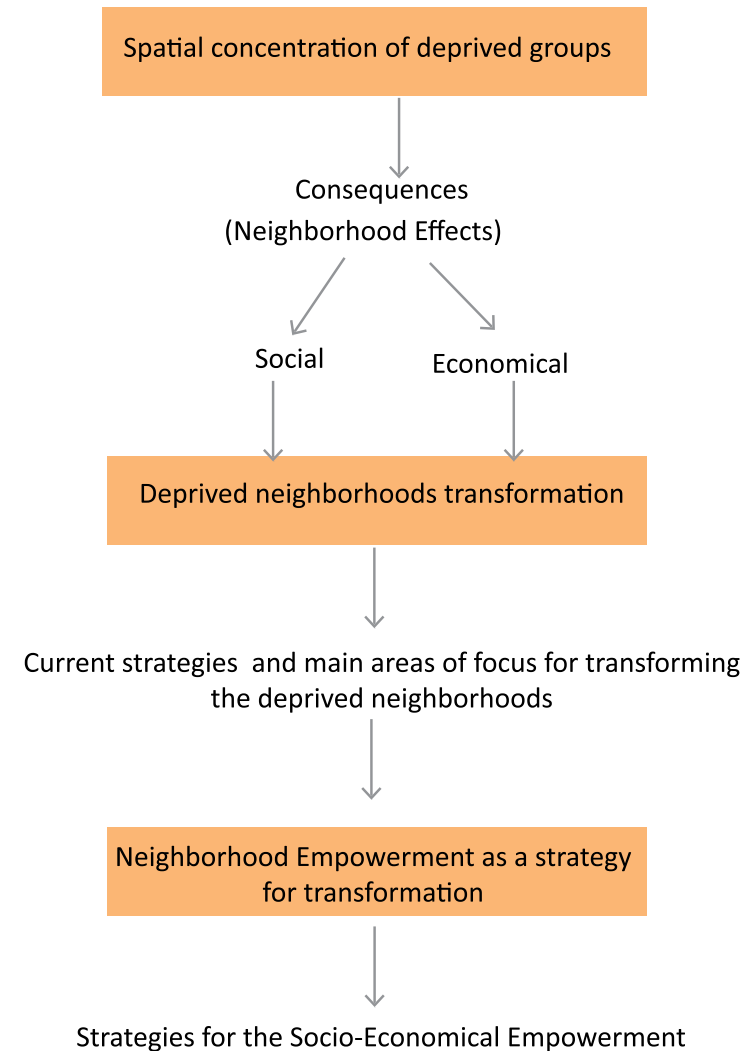 Spatial concentration of deprived groups
Consequences
(Neighborhood Effects)
Social
Economical
Deprived neighborhoods transformation
Current strategies  and main areas of focus for transforming
the deprived neighborhoods
Neighborhood Empowerment as a strategy
for transformation
Strategies for the Socio-Economical Empowerment